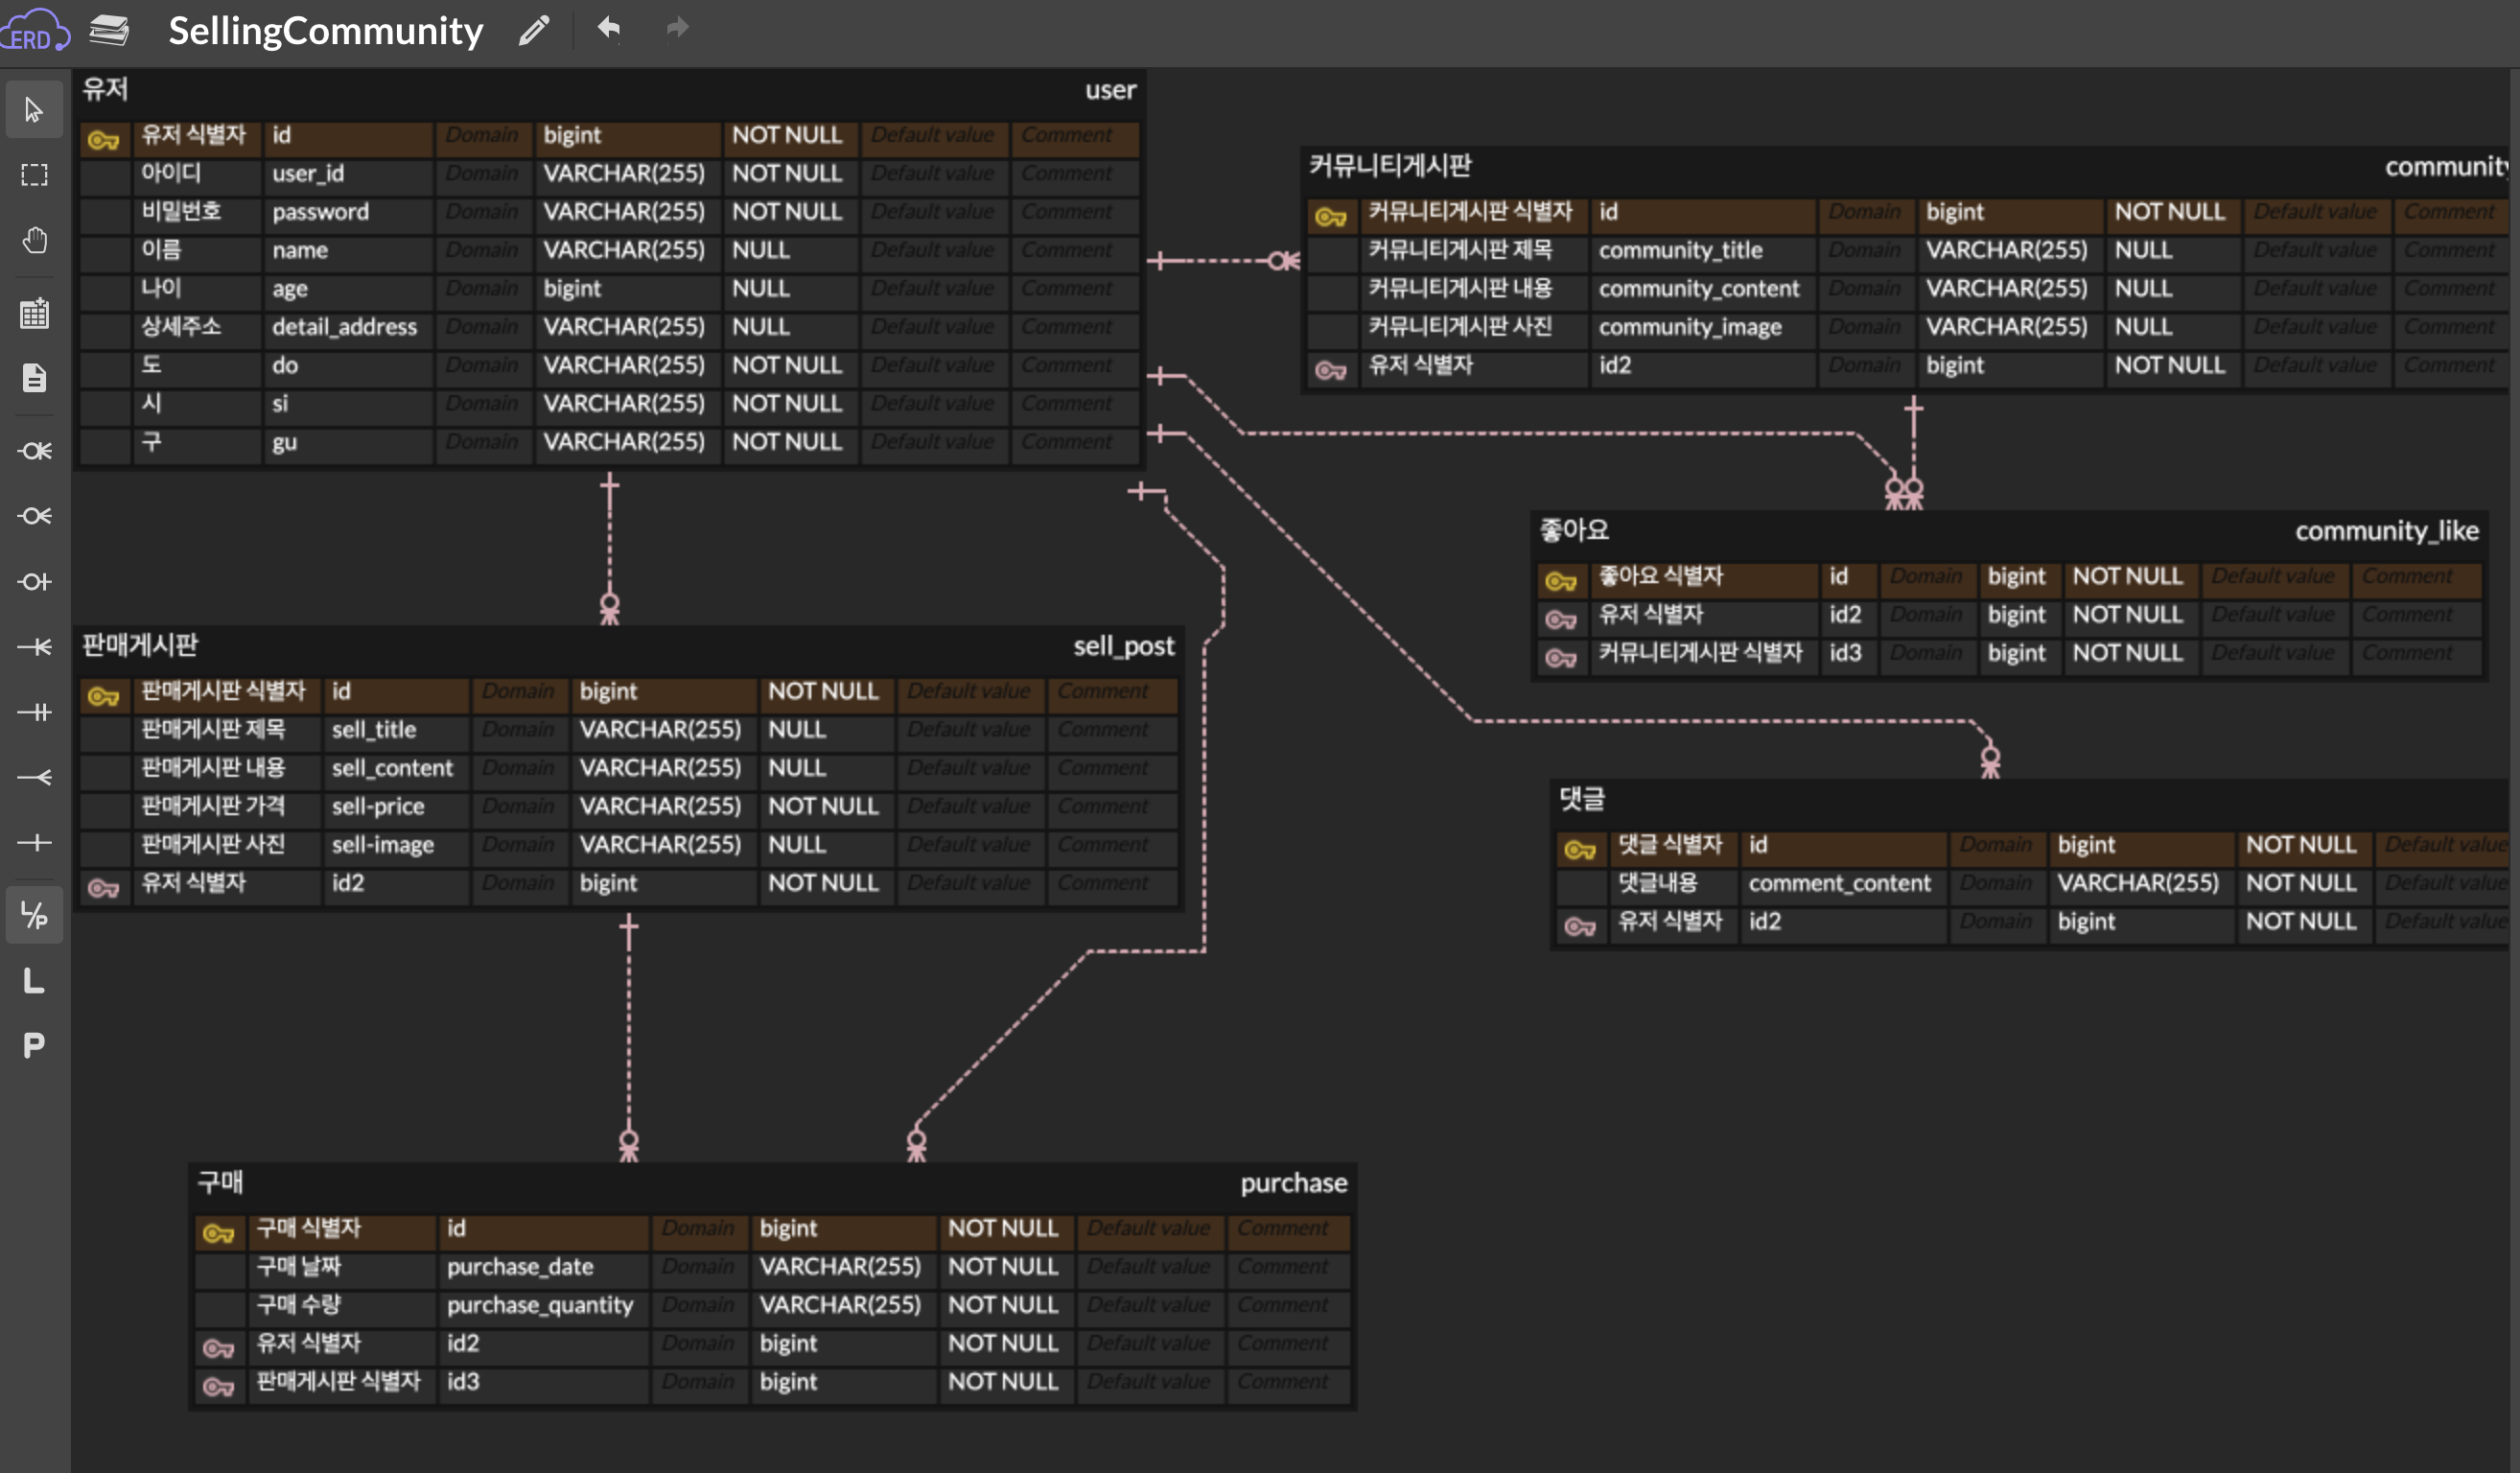 ERD
SellingCommunity
유저 user
유저 식별자 id Domain bigint NOT NULL Default value Comment
아이디 user_id Domain VARCHAR(255) NOT NULL Default value Comment
비밀번호 password Domain VARCHAR(255) NOT NULL Default value Comment
이름 name Domain VARCHAR(255) NULL Default value Comment
나이 age Domain bigint NULL Default value Comment
상세주소 detail_address Domain VARCHAR(255) NULL Default value Comment
도 do Domain VARCHAR(255) NOT NULL Default value Comment
시 si Domain VARCHAR(255) NOT NULL Default value Comment
구 gu Domain VARCHAR(255) NOT NULL Default value Comment
커뮤니티게시판 community
커뮤니티게시판 식별자 id Domain bigint NOT NULL Default value Comment
커뮤니티게시판 제목 community_title Domain VARCHAR(255) NULL Default value Comment
커뮤니티게시판 내용 community_content Domain VARCHAR(255) NULL Default value Comment
커뮤니티게시판 사진 community_image Domain VARCHAR(255) NULL Default value Comment
유저 식별자 id2 Domain bigint NOT NULL Default value Comment
좋아요 community_like
좋아요 식별자 id Domain bigint NOT NULL Default value Comment
유저 식별자 id2 Domain bigint NOT NULL Default value Comment
커뮤니티게시판 식별자 id3 Domain bigint NOT NULL Default value Comment
판매게시판 sell_post
판매게시판 식별자 id Domain bigint NOT NULL Default value Comment
판매게시판 제목 sell_title Domain VARCHAR(255) NULL Default value Comment
판매게시판 내용 sell_content Domain VARCHAR(255) NULL Default value Comment
판매게시판 가격 sell-price Domain VARCHAR(255) NOT NULL Default value Comment
판매게시판 사진 sell-image Domain VARCHAR(255) NULL Default value Comment
유저 식별자 id2 Domain bigint NOT NULL Default value Comment
댓글
댓글 식별자 id Domain bigint NOT NULL Default value
댓글내용 comment_content Domain VARCHAR(255) NOT NULL Default value
유저 식별자 id2 Domain bigint NOT NULL Default value
구매 purchase
구매 식별자 id Domain bigint NOT NULL Default value Comment
구매 날짜 purchase_date Domain VARCHAR(255) NOT NULL Default value Comment
구매 수량 purchase_quantity Domain VARCHAR(255) NOT NULL Default value Comment
유저 식별자 id2 Domain bigint NOT NULL Default value Comment
판매게시판 식별자 id3 Domain bigint NOT NULL Default value Comment
L/P
L
P